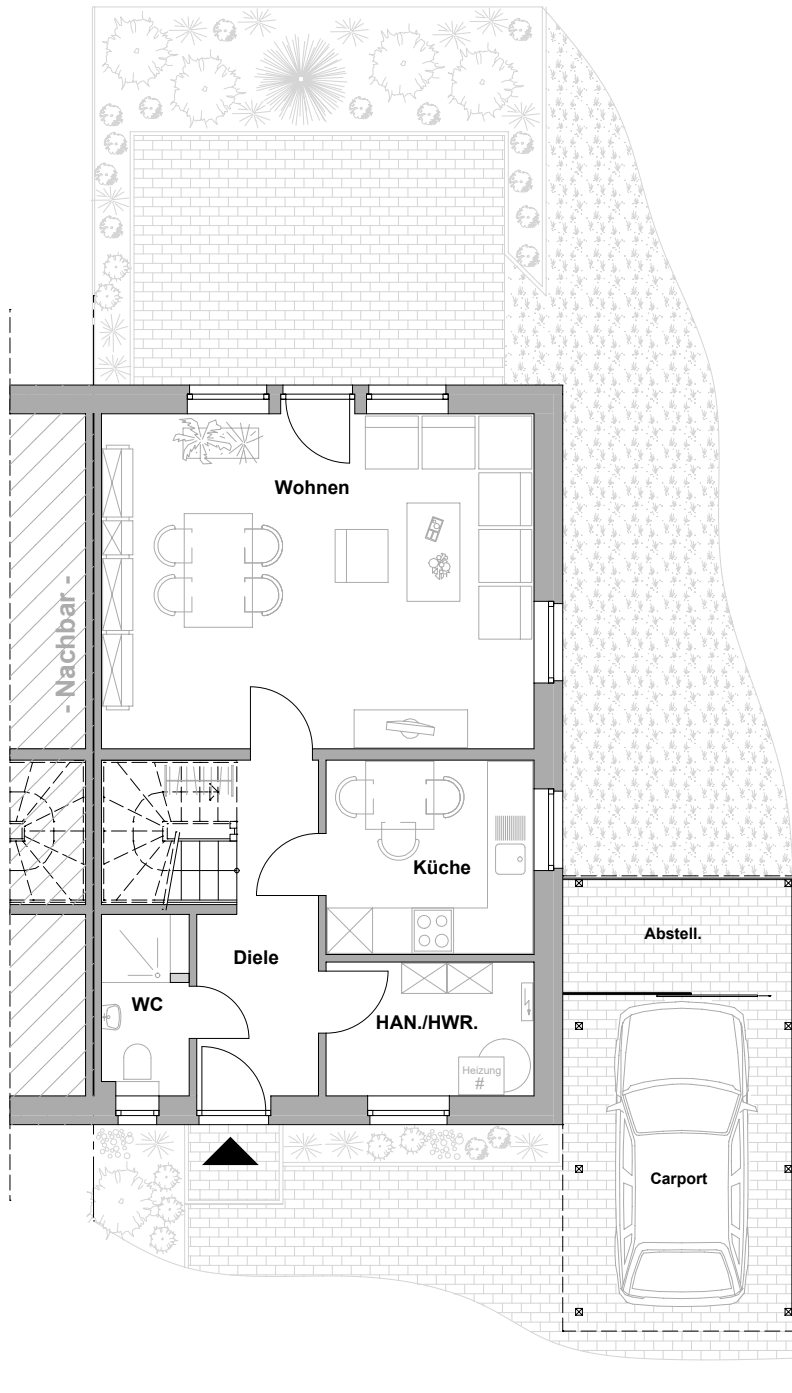 Wohnen
- Nachbar -
Küche
Abstell.
Diele
WC
HAN./HWR.
Heizung
#
Carport